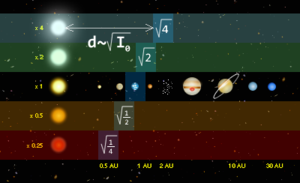 x 4
√4
d~√I₀
x 2
√2
x 1
x 0.5
√1/2
x 0.25
√1/4
0.5 AU 1 AU 2 AU 10 AU 30 AU